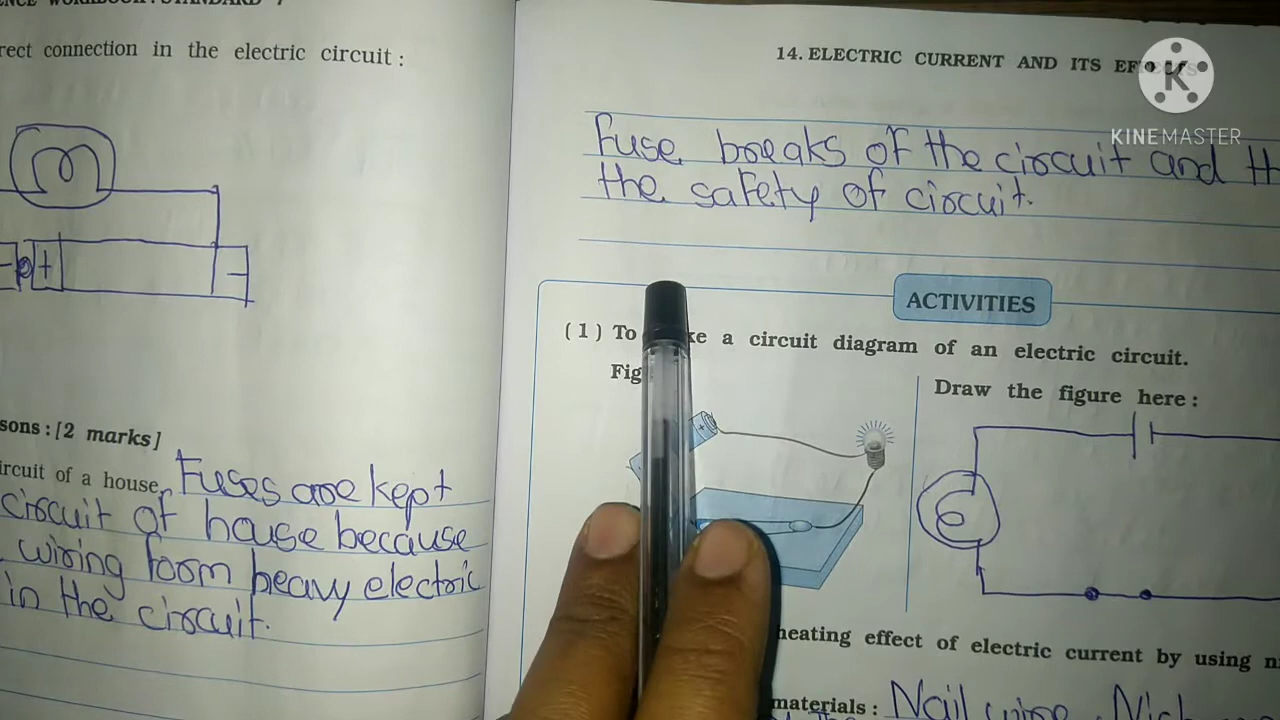 rect connection in the electric circuit :
sons : [2 marks]
ircuit of a house. Fuses are kept
circuit of house because
wiring from heavy electric
in the circuit.
14. ELECTRIC CURRENT AND ITS
KINEMASTER
Fuse breaks of the circuit and
the safety of circuit.
ACTIVITIES
( 1 ) To a circuit diagram of an electric circuit.
Draw the figure here :
heating effect of electric current by using
materials : Nail wire,